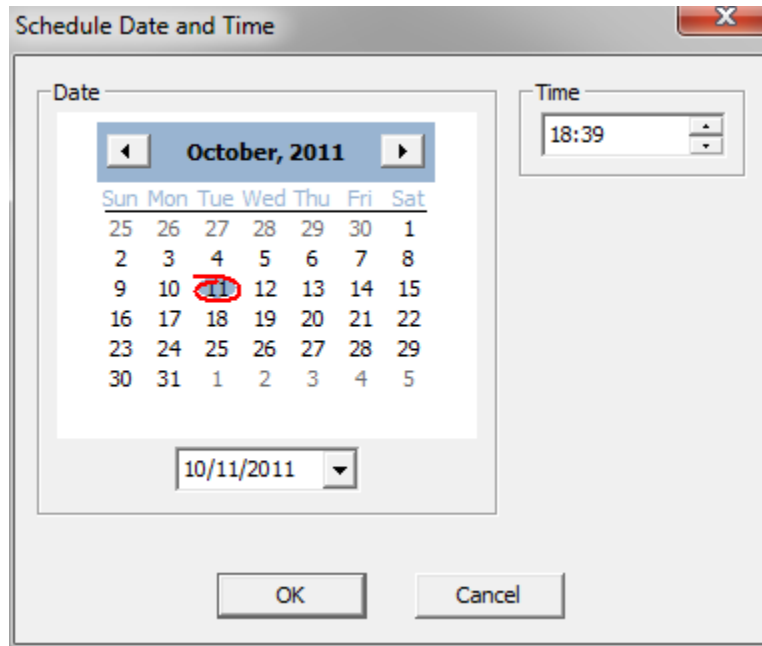 Schedule Date and Time
Date
October, 2011
Sun Mon Tue Wed Thu Fri Sat
25 26 27 28 29 30 1
2 3 4 5 6 7 8
9 10 11 12 13 14 15
16 17 18 19 20 21 22
23 24 25 26 27 28 29
30 31 1 2 3 4 5
10/11/2011
Time
18:39
OK Cancel